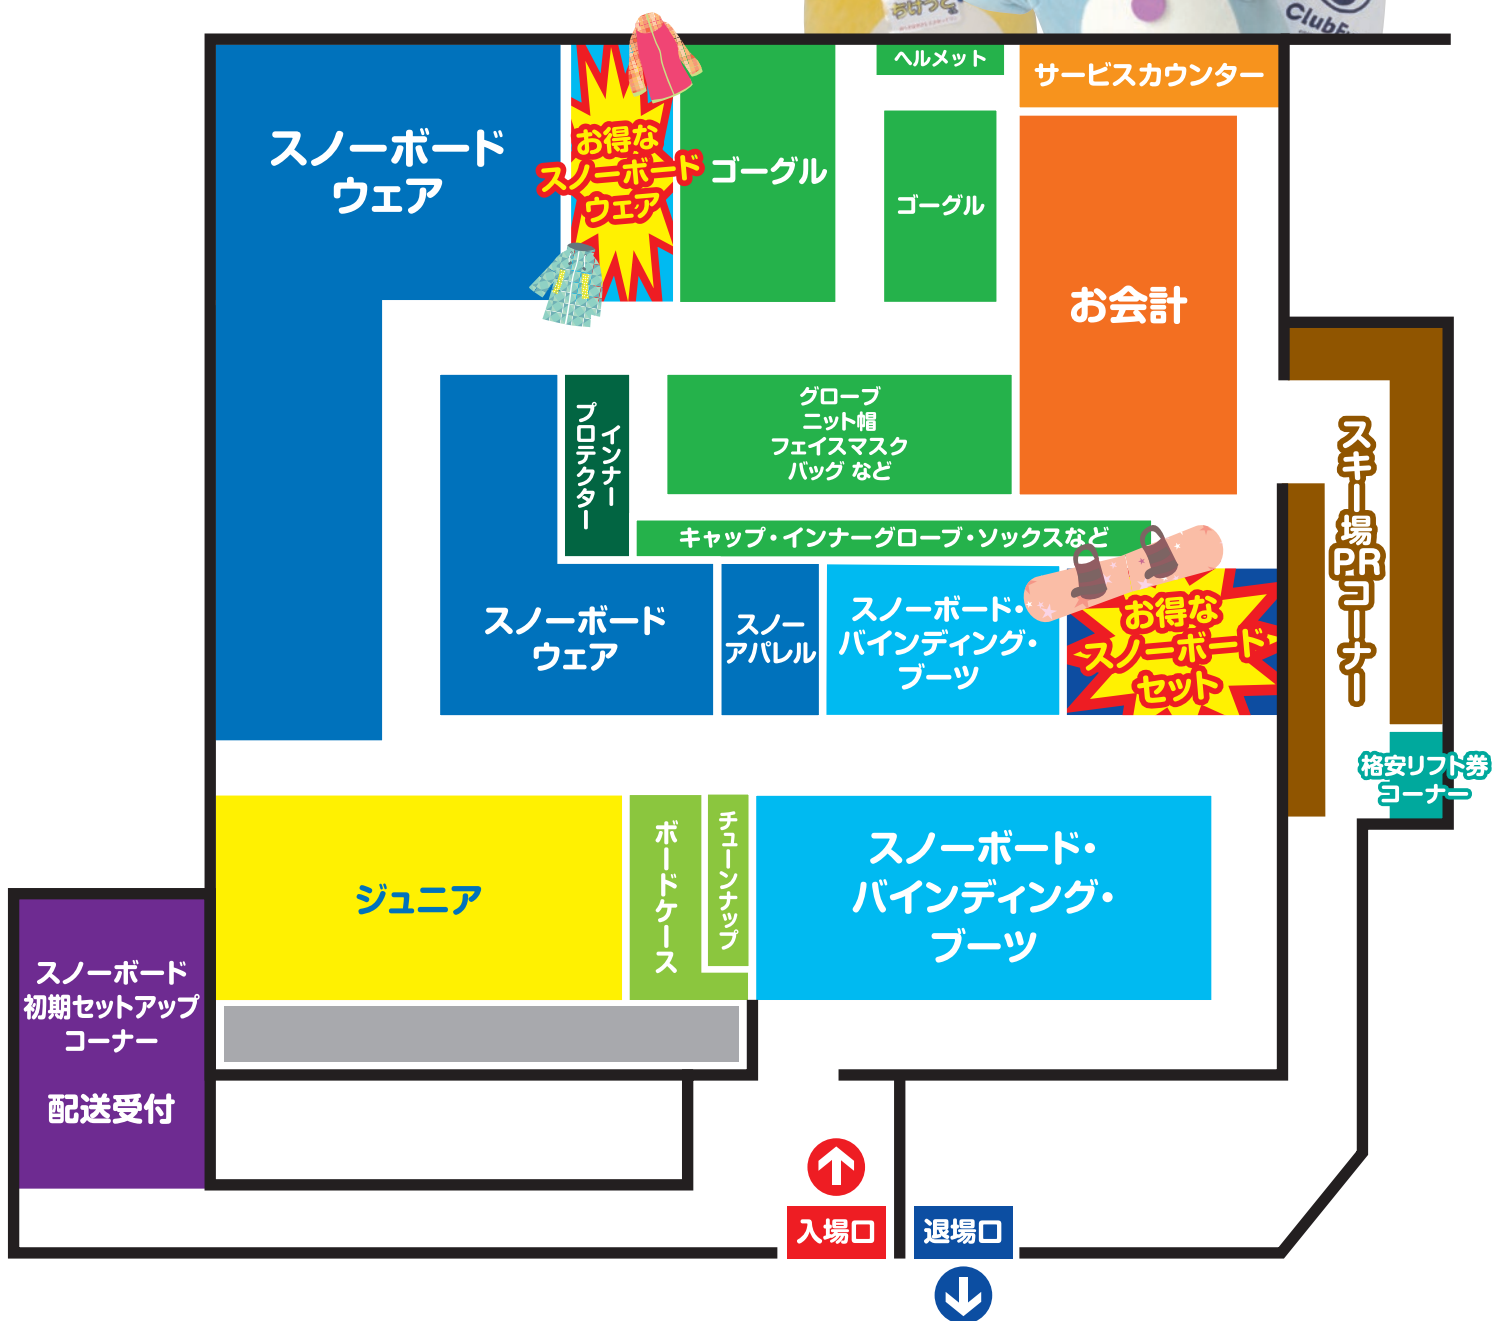 ClubF
ヘルメット
サービスカウンター
スノーボード
ウェア
お得な
スノーボード
ウェア
ゴーグル
ゴーグル
お会計
インナー
プロテクター
グローブ
ニット帽
フェイスマスク
バッグ など
キャップ・インナーグローブ・ソックスなど
スキー場PRコーナー
スノーボード
ウェア
スノー
アパレル
スノーボード・
バインディング・
ブーツ
お得な
スノーボード
セット
格安リフト券
コーナー
ジュニア
ボードケース
チューンナップ
スノーボード・
バインディング・
ブーツ
スノーボード
初期セットアップ
コーナー
配送受付
入場口
退場口